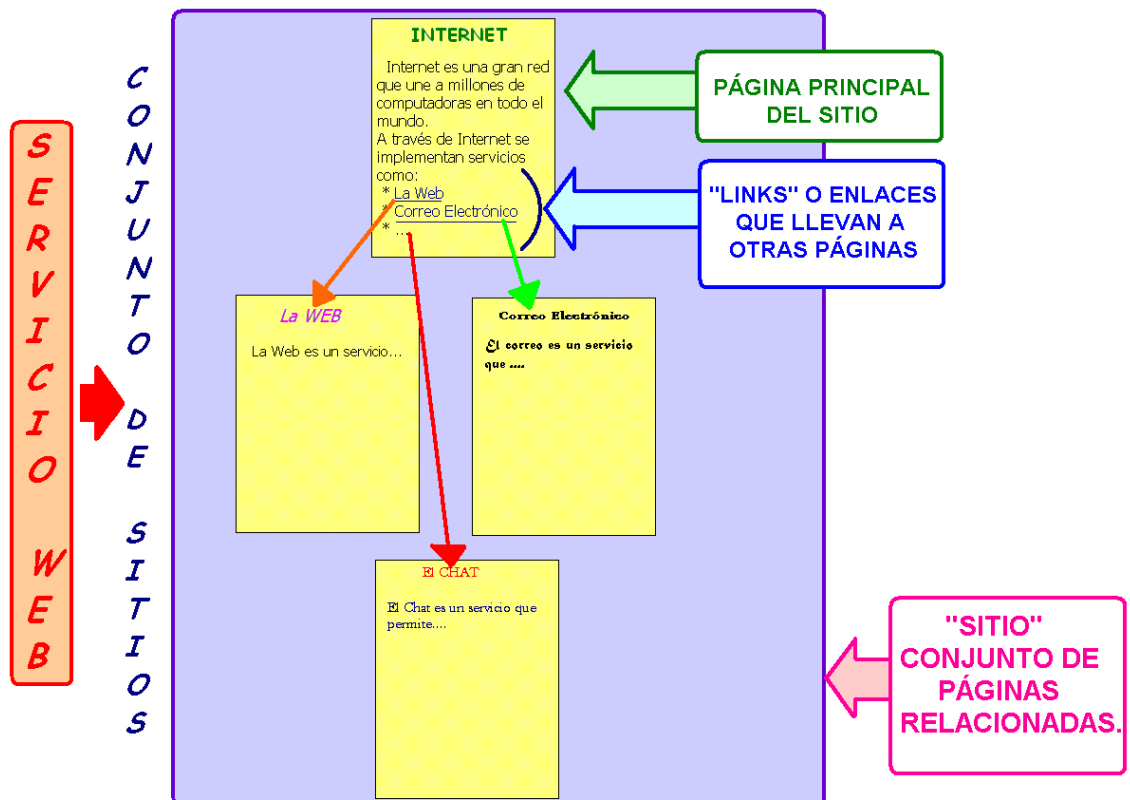 SERVICIO WEB
CONJUNTO DE SITIOS
INTERNET
Internet es una gran red
que une a millones de
computadoras en todo el
mundo.
A través de Internet se
implementan servicios
como:
* La Web
* Correo Electrónico
* ...
PÁGINA PRINCIPAL
DEL SITIO
"LINKS" O ENLACES
QUE LLEVAN A
OTRAS PÁGINAS
La WEB
La Web es un servicio...
Correo Electrónico
El correo es un servicio
que ....
El CHAT
El Chat es un servicio que
permite....
"SITIO"
CONJUNTO DE
PÁGINAS
RELACIONADAS.